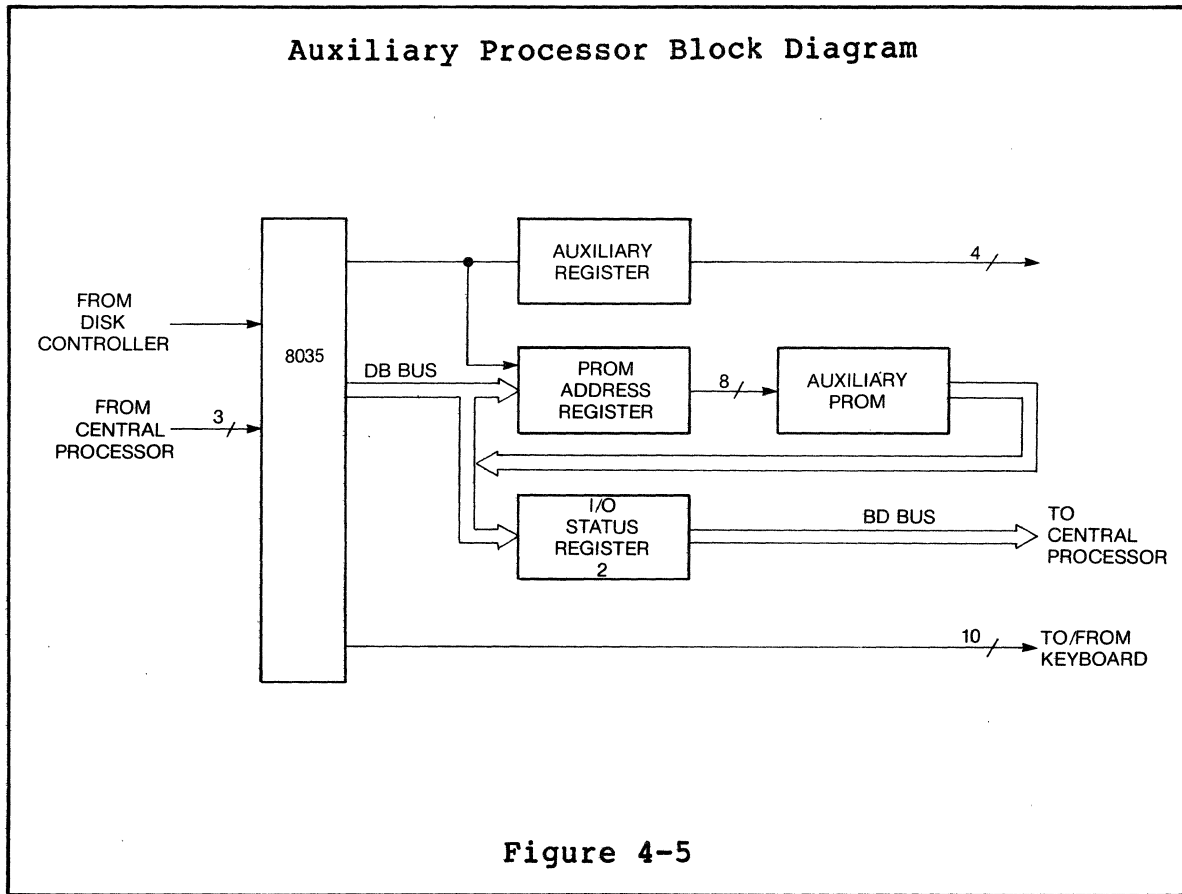 Auxiliary Processor Block Diagram
AUXILIARY
REGISTER
4
FROM
DISK
CONTROLLER
8035
DB BUS
PROM
ADDRESS
REGISTER
8
AUXILIARY
PROM
FROM
CENTRAL
PROCESSOR
3
I/O
STATUS
REGISTER
2
BD BUS
TO
CENTRAL
PROCESSOR
10
TO/FROM
KEYBOARD
Figure 4-5